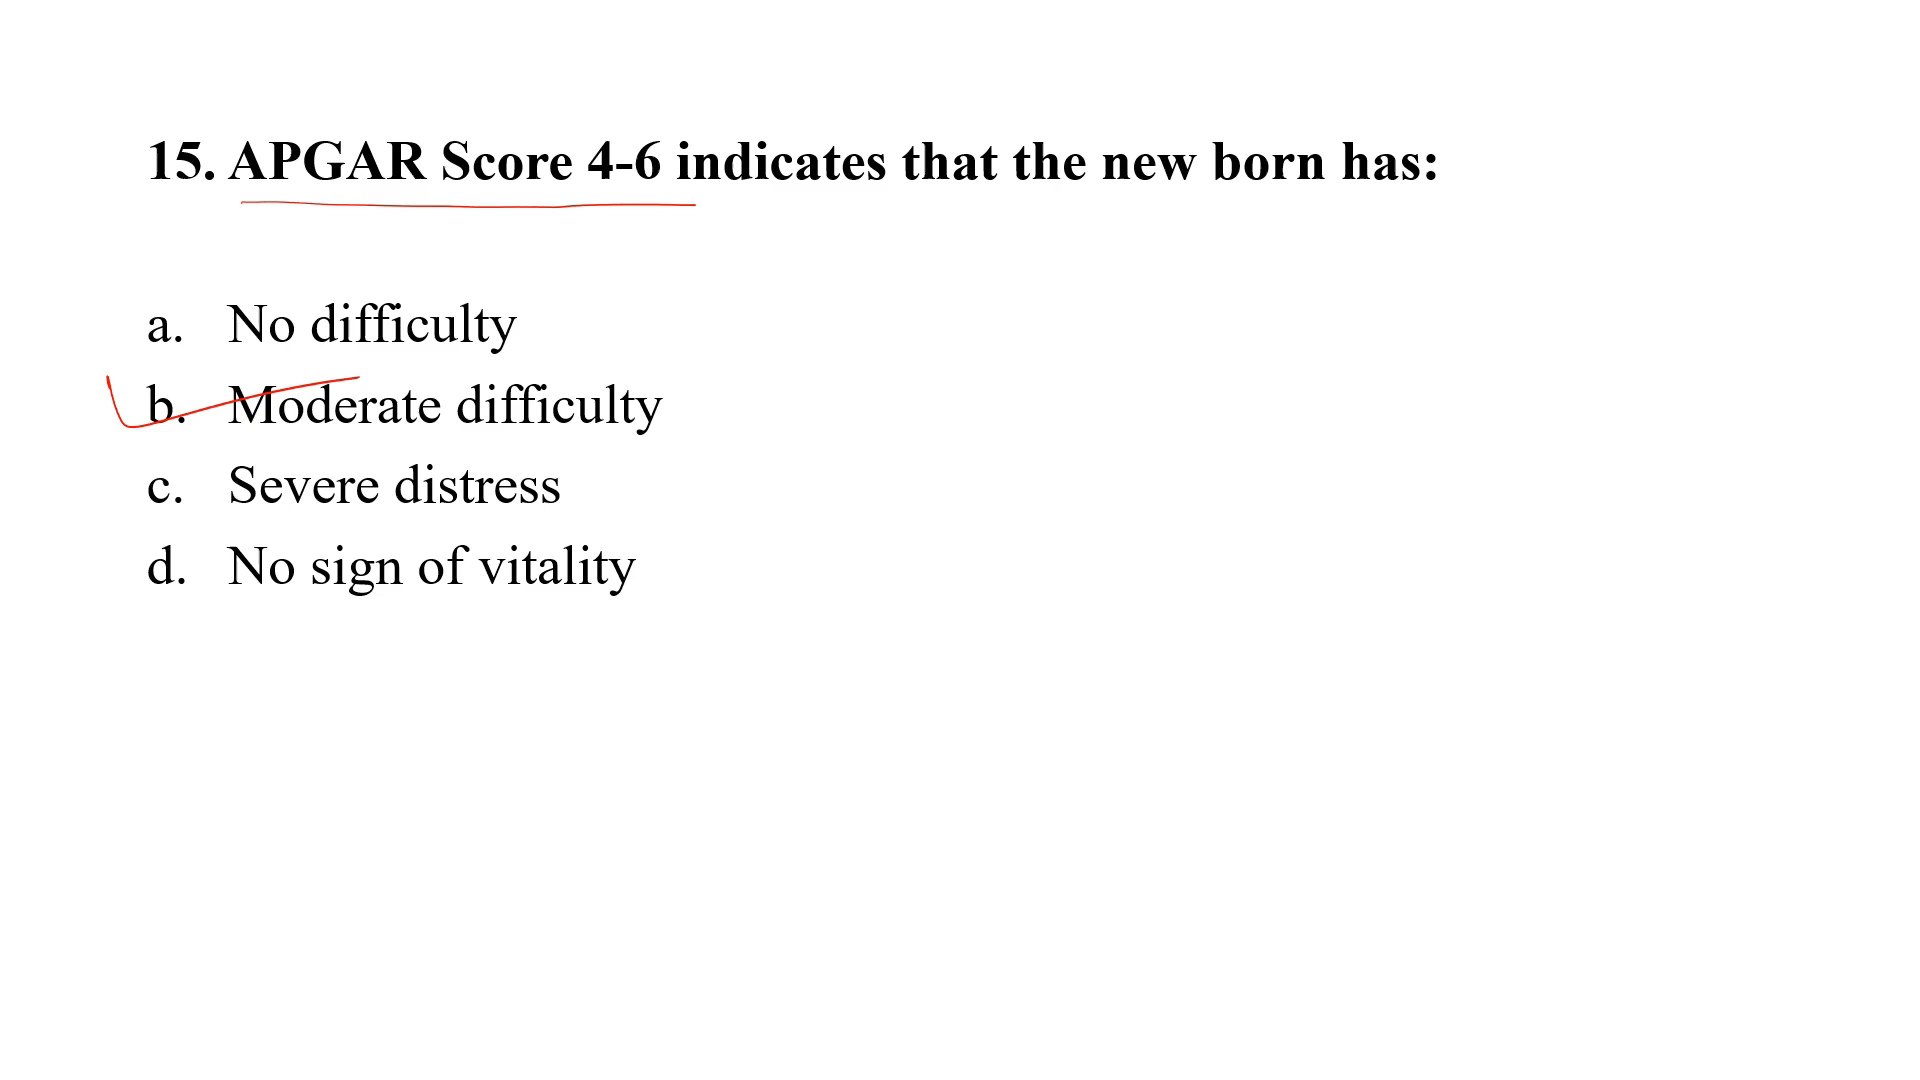 15. APGAR Score 4-6 indicates that the new born has:
a. No difficulty
b. Moderate difficulty
c. Severe distress
d. No sign of vitality